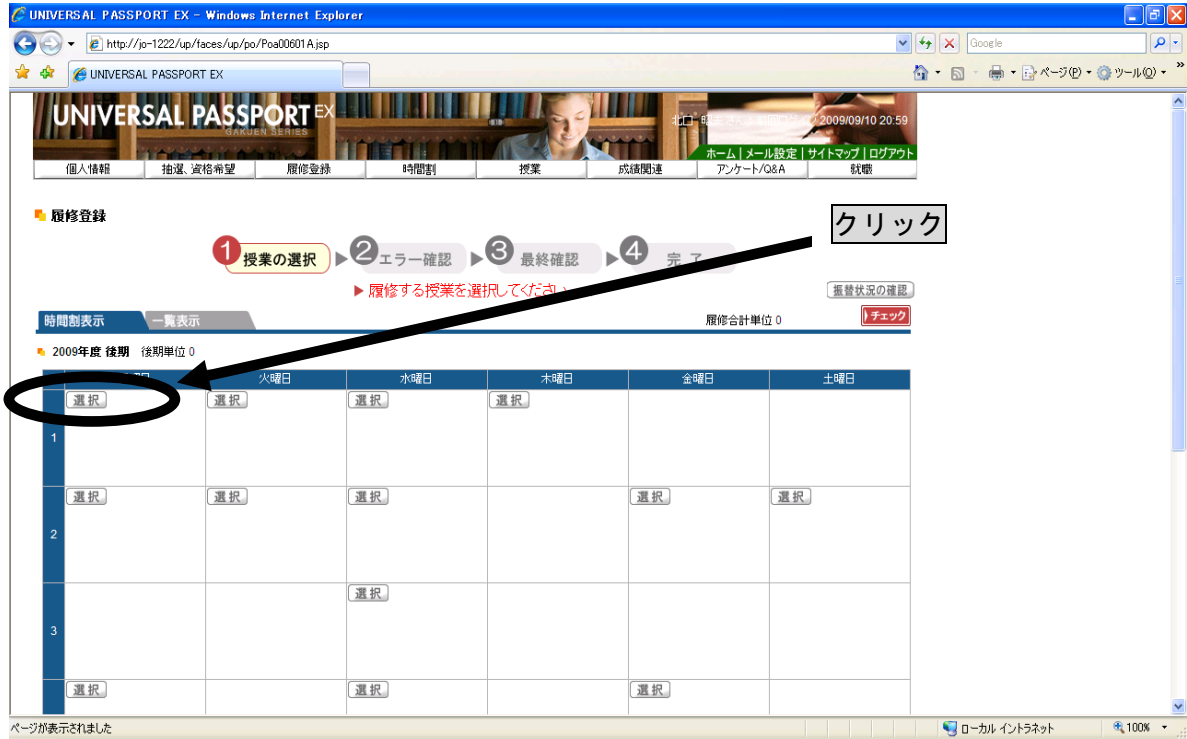 UNIVERSAL PASSPORT EX - Windows Internet Explorer
http://jo-1222/up/faces/up/po/Poa00601A.jsp
Google
UNIVERSAL PASSPORT EX
ページ(P)
ツール(O)
UNIVERSAL PASSPORT EX
GAKUEN SERIES
2009/09/10 20:59
ホーム | メール設定 | サイトマップ | ログアウト
個人情報 抽選、資格希望 履修登録 時間割 授業 成績関連 アンケート/Q&A 就職
履修登録
クリック
1 授業の選択 2 エラー確認 3 最終確認 4 完了
履修する授業を選択してください
振替状況の確認
時間割表示 一覧表示 履修合計単位 0 チェック
2009年度 後期 後期単位 0
曜日 火曜日 水曜日 木曜日 金曜日 土曜日
選択 選択 選択 選択
1
選択 選択 選択 選択 選択
2
選択
3
選択 選択 選択
ページが表示されました ローカル イントラネット 100%